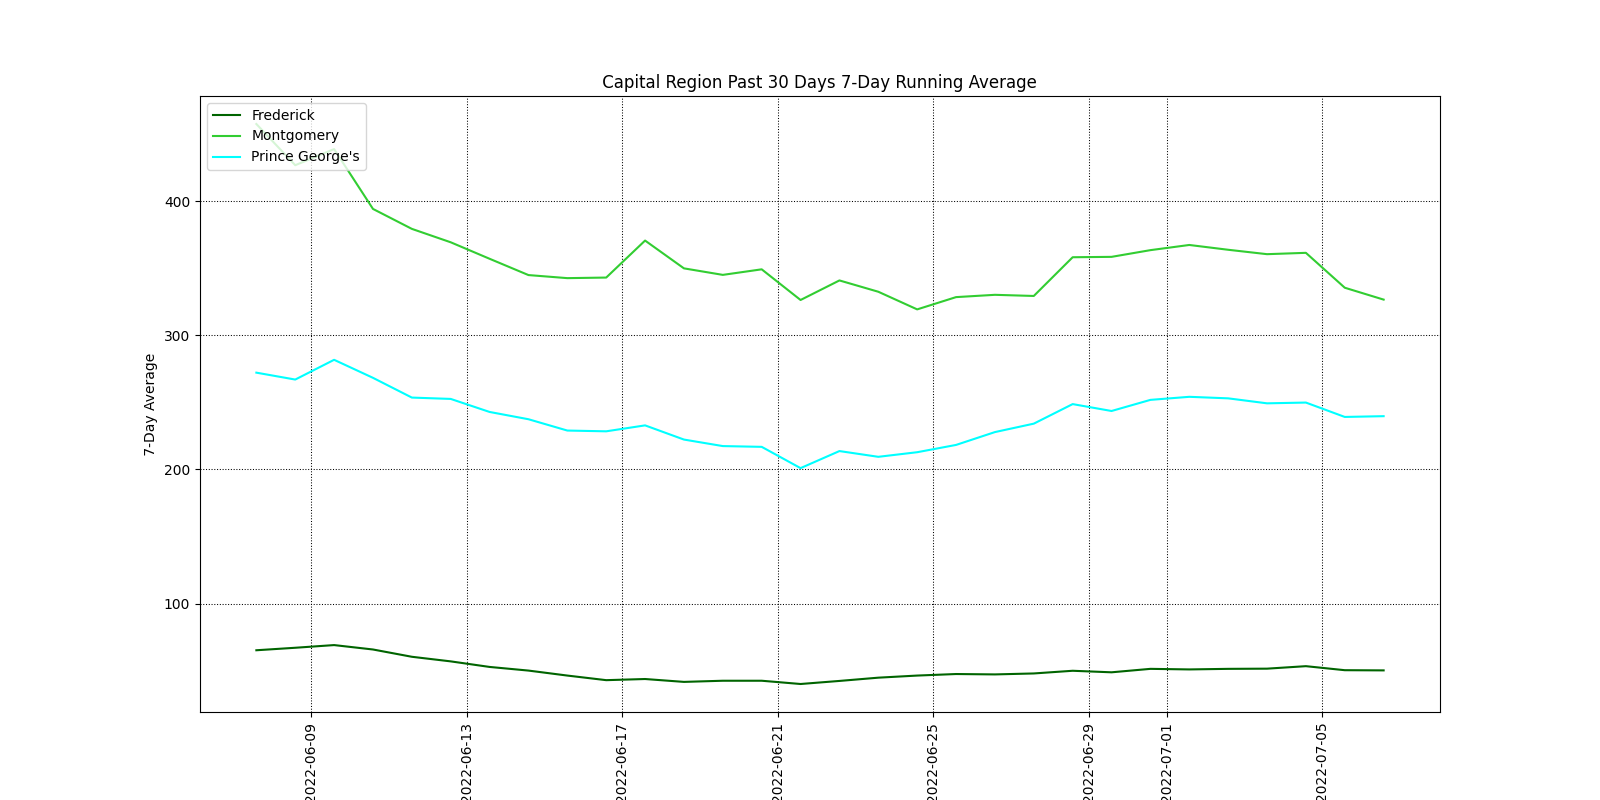 Capital Region Past 30 Days 7-Day Running Average
Frederick
Montgomery
Prince George's
7-Day Average
400
300
200
100
2022-06-09
2022-06-13
2022-06-17
2022-06-21
2022-06-25
2022-06-29
2022-07-01
2022-07-05